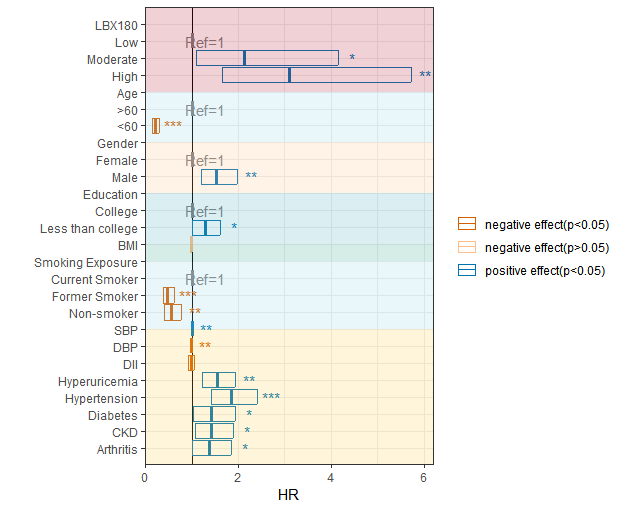 LBX180
Low Ref=1
Moderate *
High **
Age
>60 Ref=1
<60 ***
Gender
Female Ref=1
Male **
Education
College Ref=1
Less than college *
BMI
Smoking Exposure
Current Smoker Ref=1
Former Smoker ***
Non-smoker **
SBP **
DBP **
DII
Hyperuricemia **
Hypertension ***
Diabetes *
CKD *
Arthritis *
0 2 4 6
HR
negative effect(p<0.05)
negative effect(p>0.05)
positive effect(p<0.05)